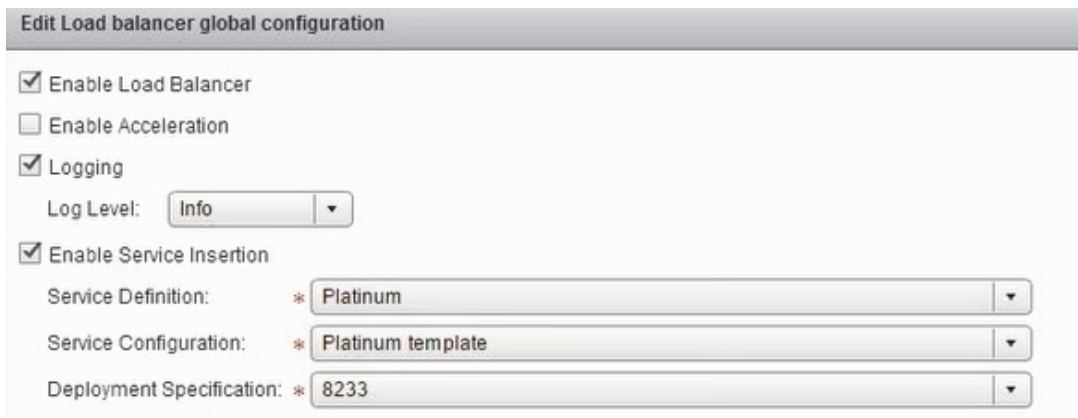 Edit Load balancer global configuration
Enable Load Balancer
Enable Acceleration
Logging
Log Level: Info
Enable Service Insertion
Service Definition: * Platinum
Service Configuration: * Platinum template
Deployment Specification: * 8233